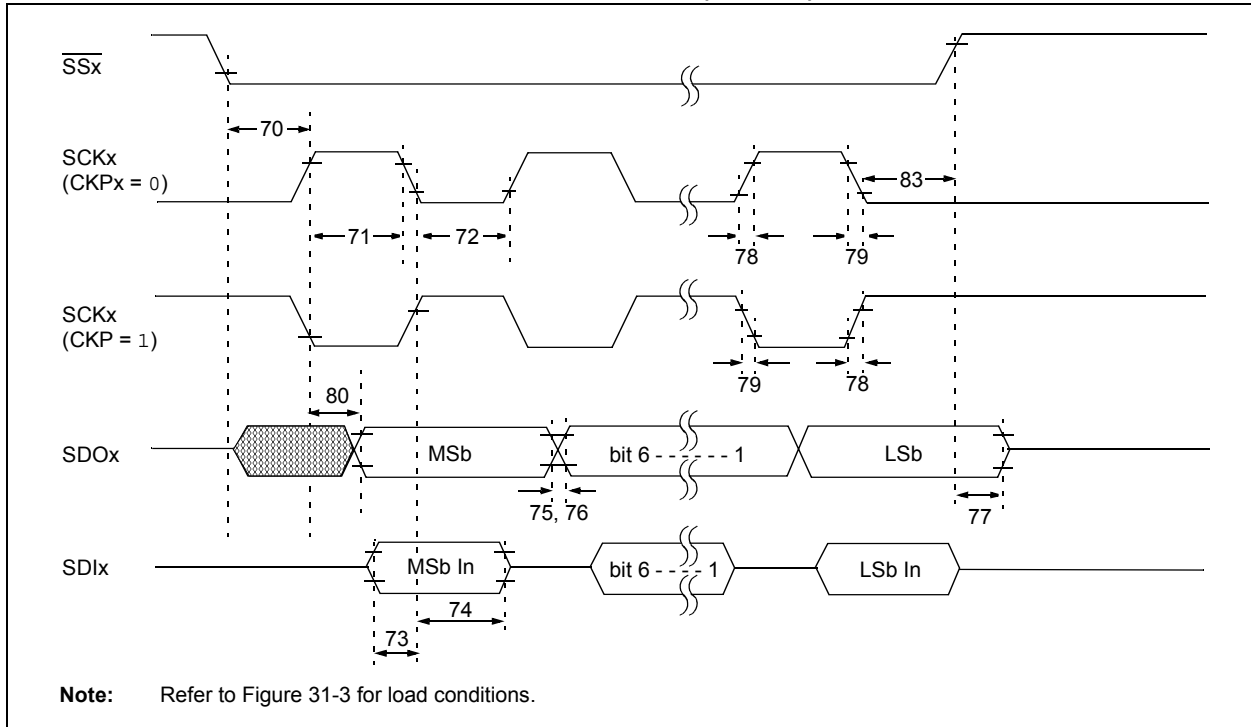 SSx
70
SCKx
(CKPx = 0)
83
71
72
78
79
SCKx
(CKP = 1)
79
78
80
SDOx
MSb
bit 6 - - - - - - 1
LSb
75, 76
77
SDIx
MSb In
bit 6 - - - - 1
LSb In
74
73
Note: Refer to Figure 31-3 for load conditions.